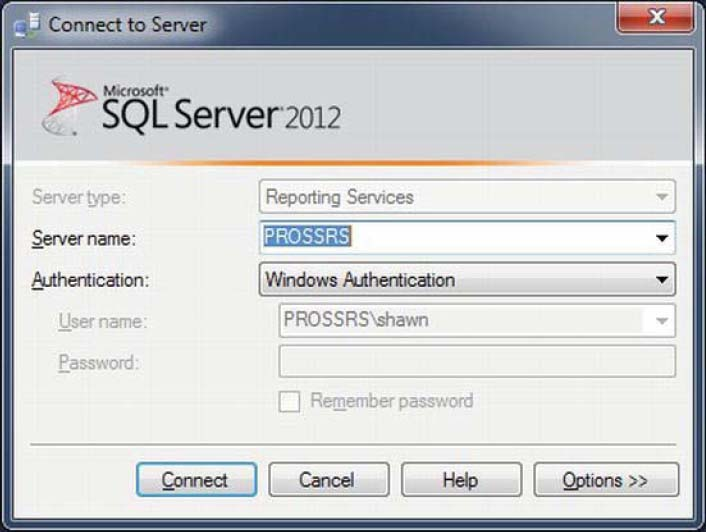 Connect to Server
Microsoft®
SQL Server® 2012
Server type: Reporting Services
Server name: PROSSRS
Authentication: Windows Authentication
User name: PROSSRS\shawn
Password:
Remember password
Connect Cancel Help Options >>